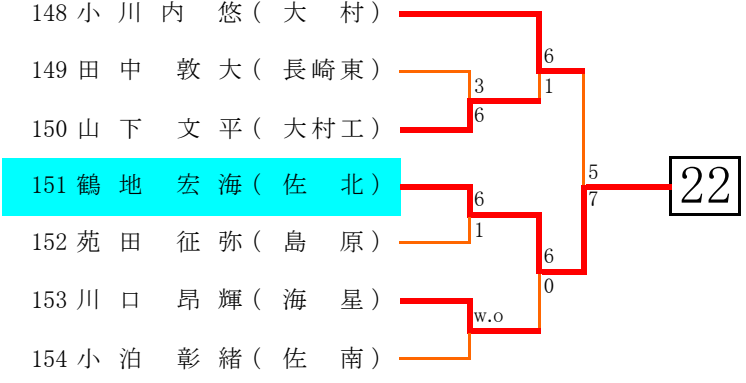 148 小川内 悠(大 村)
6
149 田中 敦大(長崎東)
3
1
6
150 山下 文平(大村工)
5
22
151 鶴地 宏海(佐 北)
6
7
1
152 苑田 征弥(島 原)
6
0
153 川口 昂輝(海 星)
w.o
154 小泊 彰緒(佐 南)